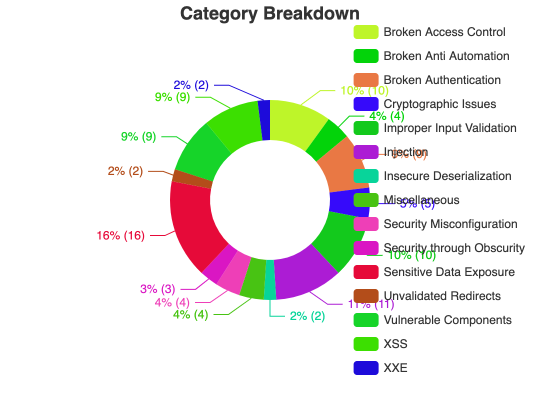 Category Breakdown
Broken Access Control
Broken Anti Automation
Broken Authentication
Cryptographic Issues
Improper Input Validation
Injection
Insecure Deserialization
Miscellaneous
Security Misconfiguration
Security through Obscurity
Sensitive Data Exposure
Unvalidated Redirects
Vulnerable Components
XSS
XXE
10% (10)
4% (4)
5% (5)
10% (10)
11% (11)
2% (2)
4% (4)
4% (4)
3% (3)
16% (16)
2% (2)
9% (9)
9% (9)
2% (2)